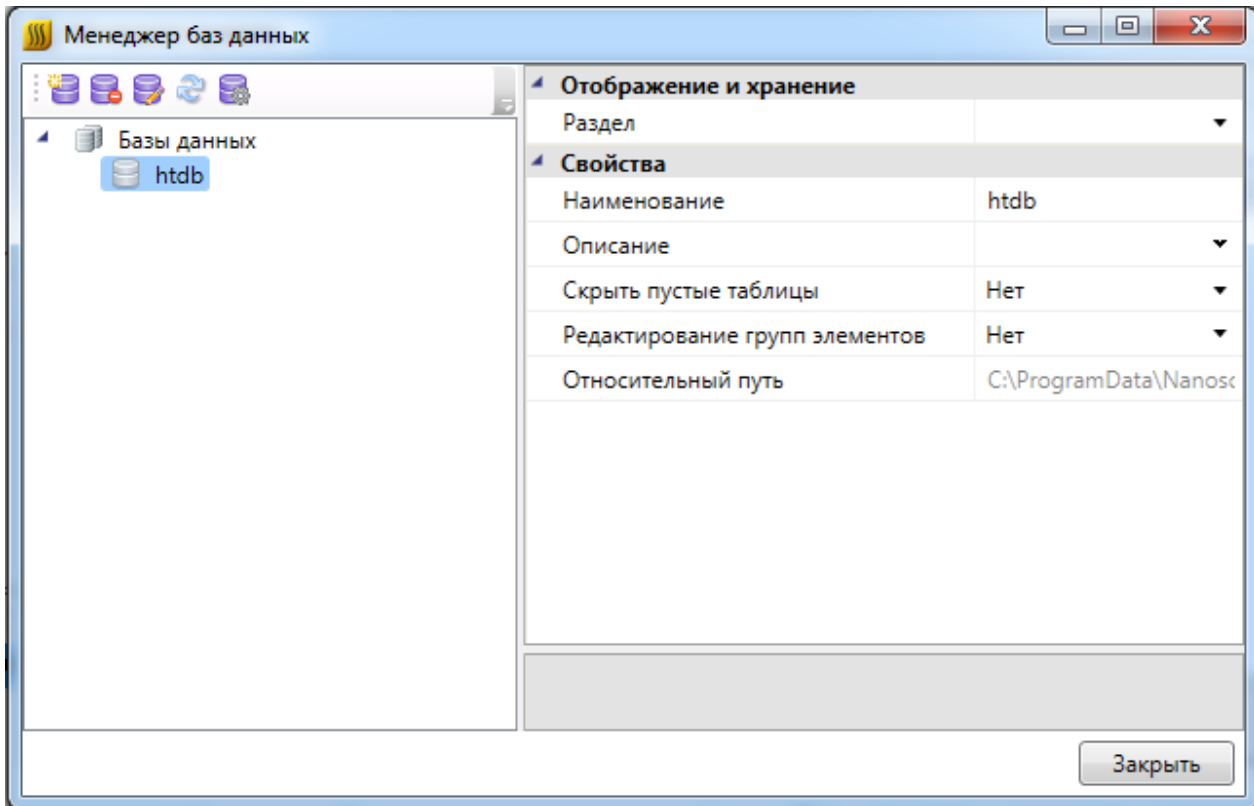 Менеджер баз данных
Базы данных
htdb
Отображение и хранение
Раздел
Свойства
Наименование htdb
Описание
Скрыть пустые таблицы Нет
Редактирование групп элементов Нет
Относительный путь C:\ProgramData\Nanosc
Закрыть